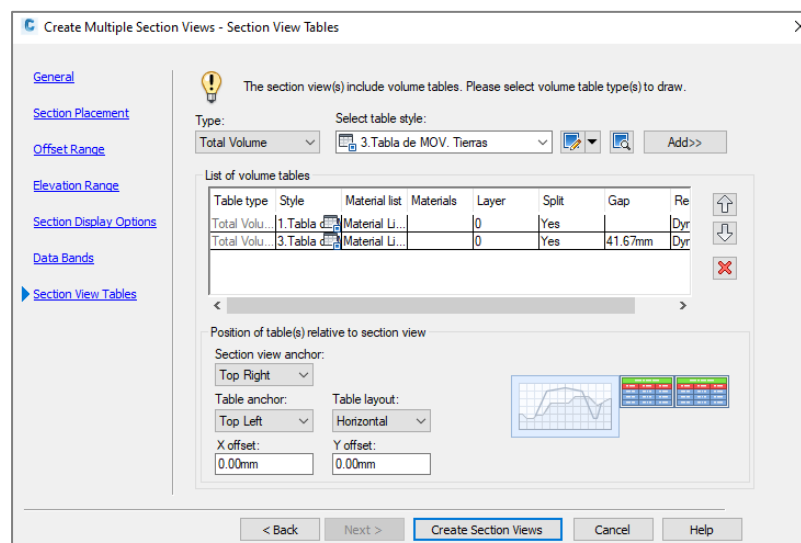 Create Multiple Section Views - Section View Tables
General
Section Placement
Offset Range
Elevation Range
Section Display Options
Data Bands
Section View Tables
The section view(s) include volume tables. Please select volume table type(s) to draw.
Type:
Select table style:
Total Volume
3.Tabla de MOV. Tierras
Add>>
List of volume tables
Table type Style Material list Materials Layer Split Gap Re
Total Volu... 1.Tabla d Material Li... 0 Yes Dyr
Total Volu... 3.Tabla d Material Li... 0 Yes 41.67mm Dyr
Position of table(s) relative to section view
Section view anchor:
Top Right
Table anchor: Table layout:
Top Left Horizontal
X offset: Y offset:
0.00mm 0.00mm
< Back Next > Create Section Views Cancel Help